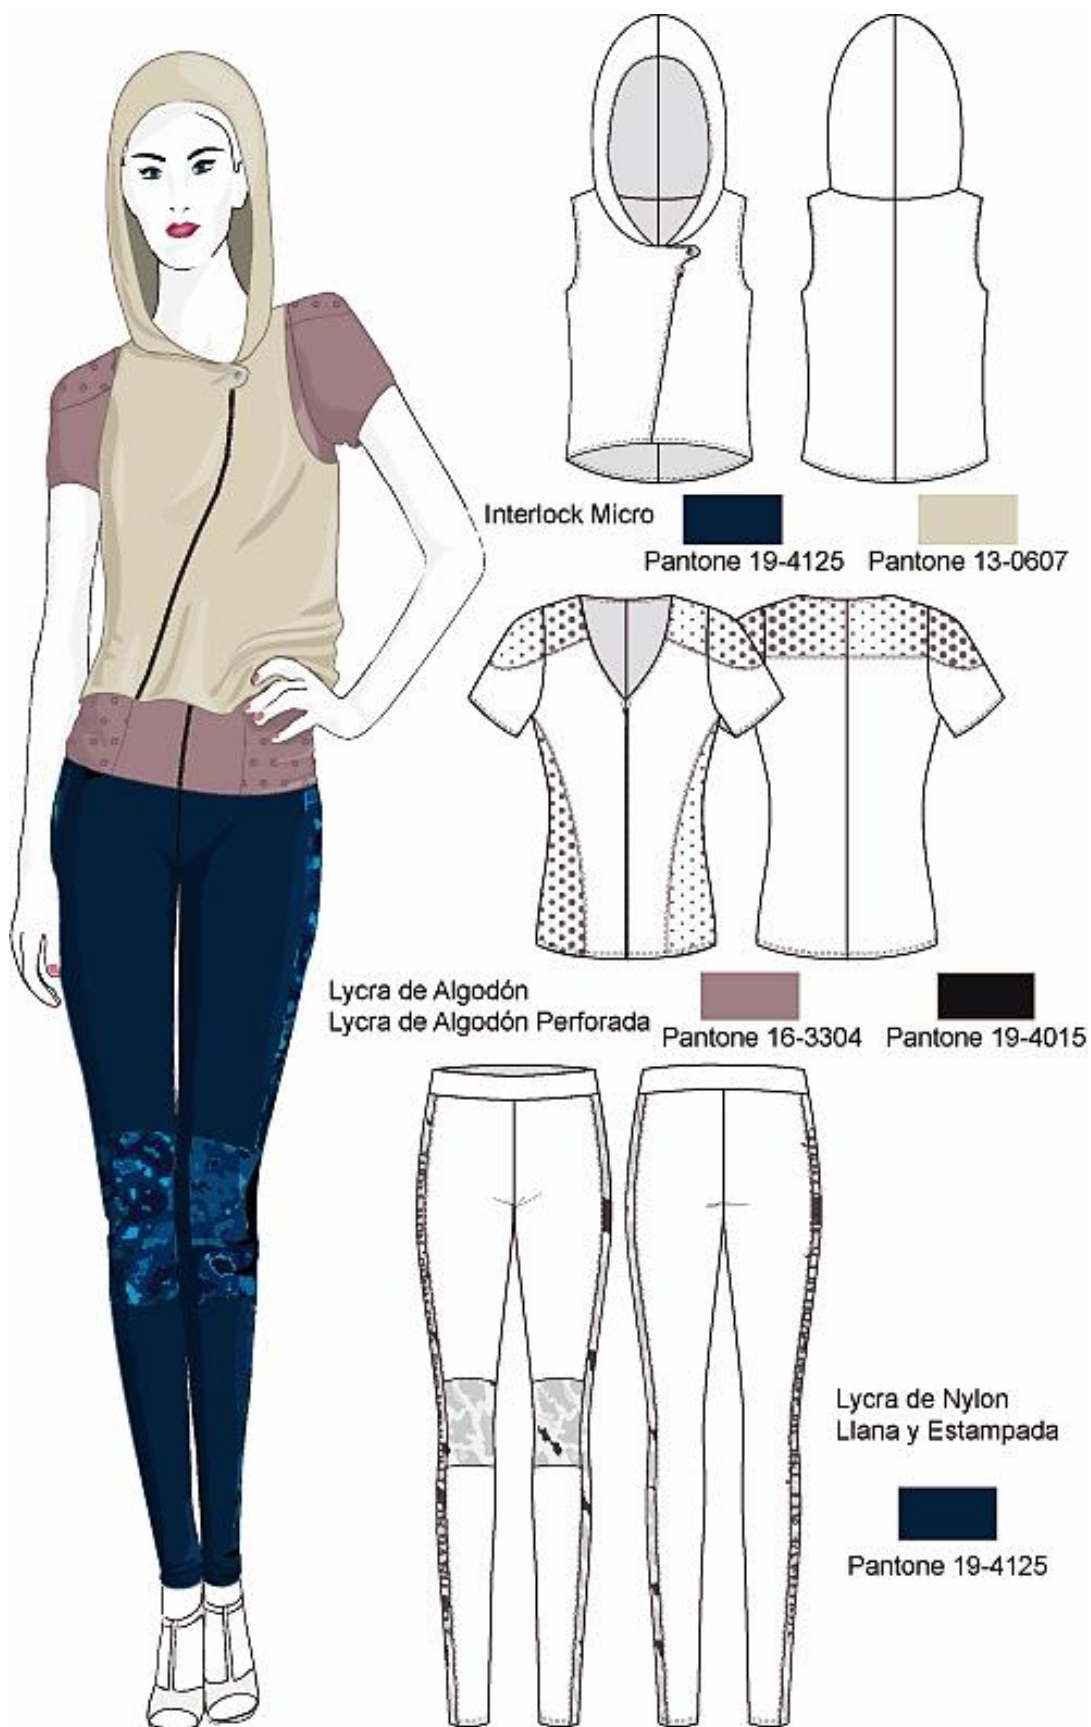 Interlock Micro
Pantone 19-4125
Pantone 13-0607
Lycra de Algodón
Lycra de Algodón Perforada
Pantone 16-3304
Pantone 19-4015
Lycra de Nylon
Llana y Estampada
Pantone 19-4125